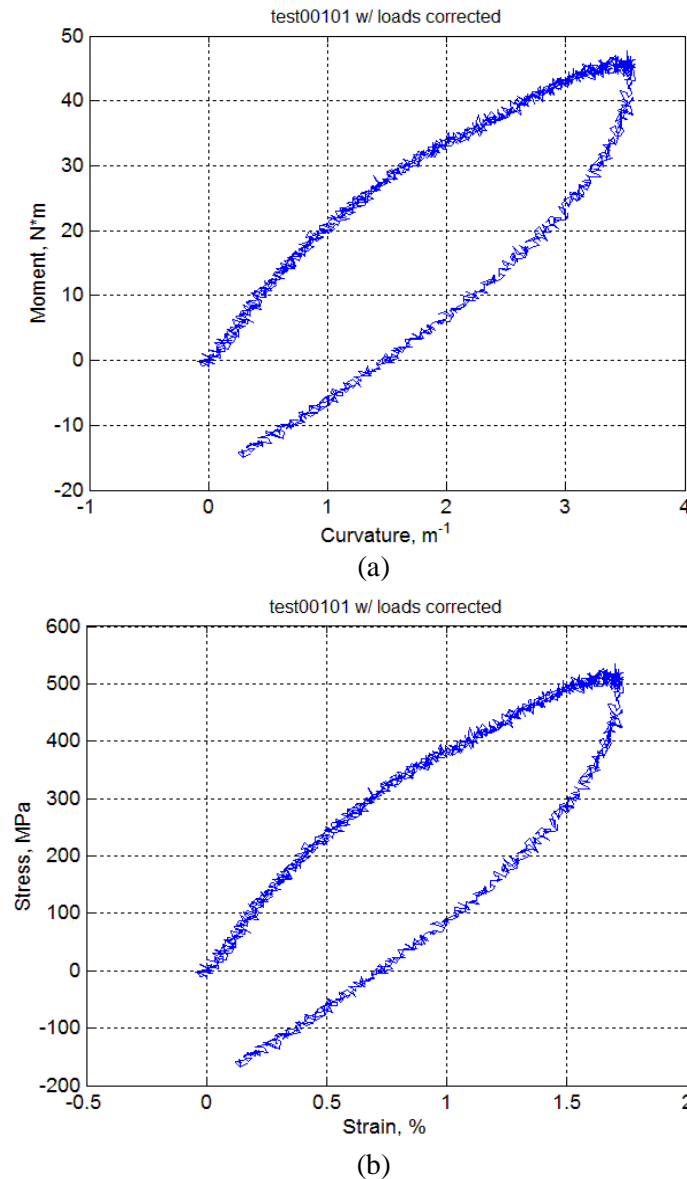 test00101 w/ loads corrected
50
40
30
20
10
0
-10
-20
Moment, N*m
-1 0 1 2 3 4
Curvature, m⁻¹
(a)
test00101 w/ loads corrected
600
500
400
300
200
100
0
-100
-200
Stress, MPa
-0.5 0 0.5 1 1.5 2
Strain, %
(b)